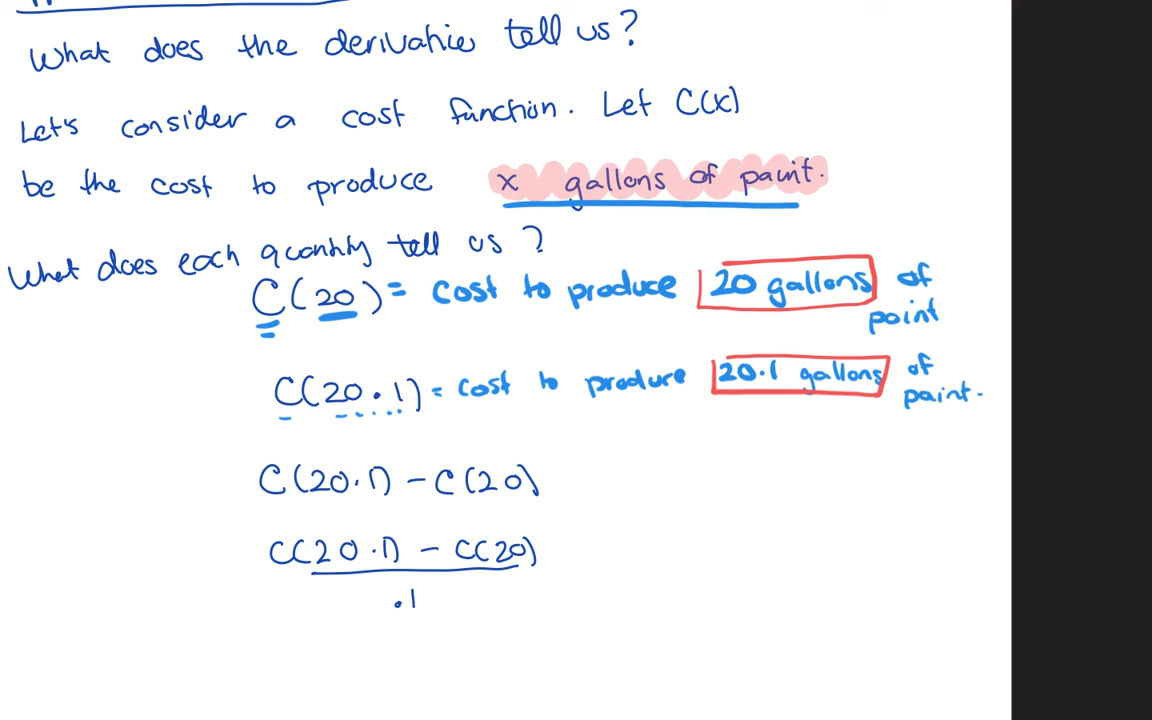 What does the derivative tell us?
Let's consider a cost function. Let C(x)
be the cost to produce x gallons of paint.
What does each quantity tell us?
C(20) = cost to produce 20 gallons of
point
C(20.1) = cost to produce 20.1 gallons of
paint.
C(20.1) - C(20)
C(20.1) - C(20)
.1